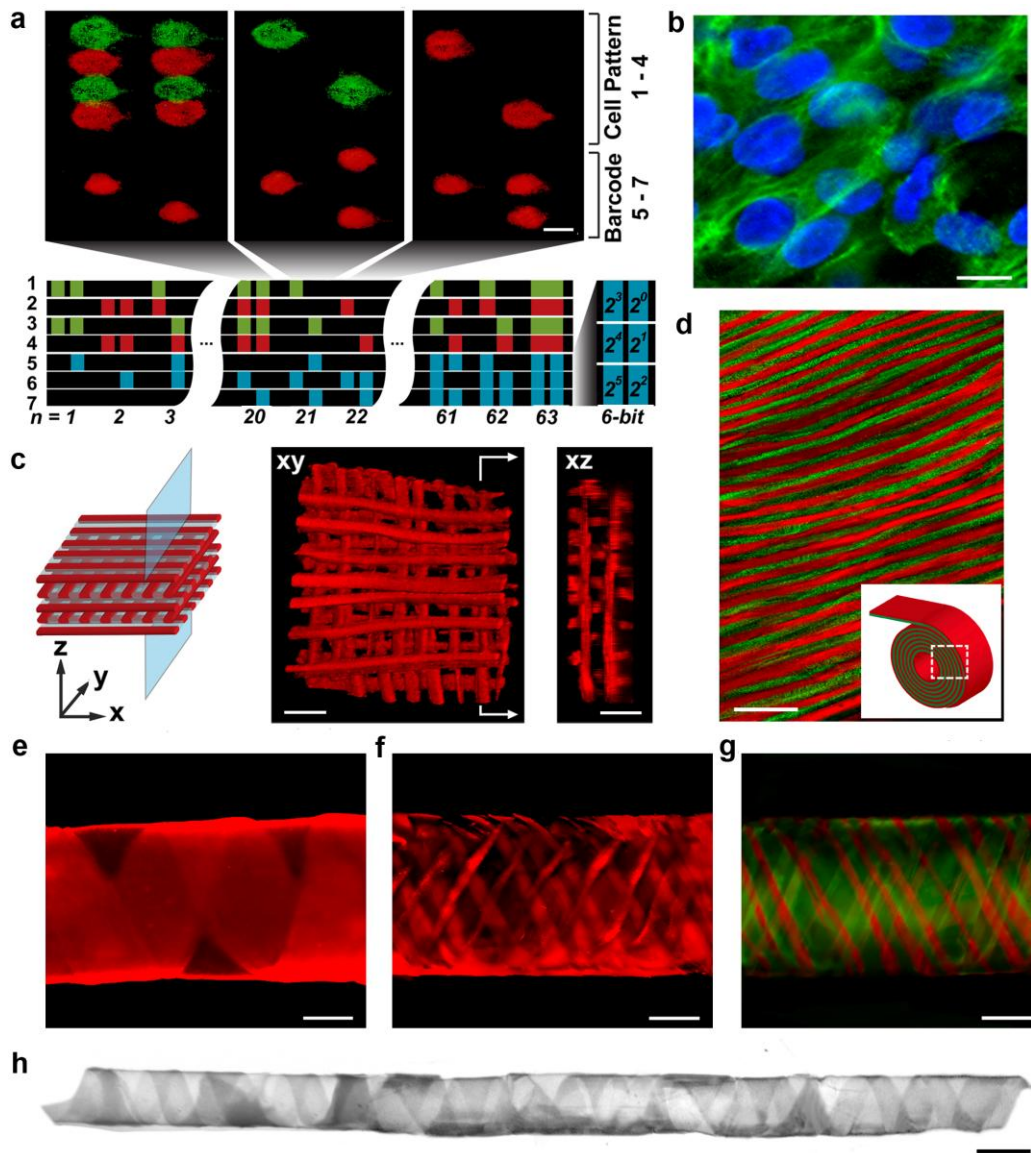 a
Cell Pattern
1 - 4
Barcode
5 - 7
1
2
3
4
5
6
7
... ...
n = 1 2 3 20 21 22 61 62 63 6-bit
2³ 2⁰
2⁴ 2¹
2⁵ 2²
b
c
z
y
x
xy
xz
d
e
f
g
h